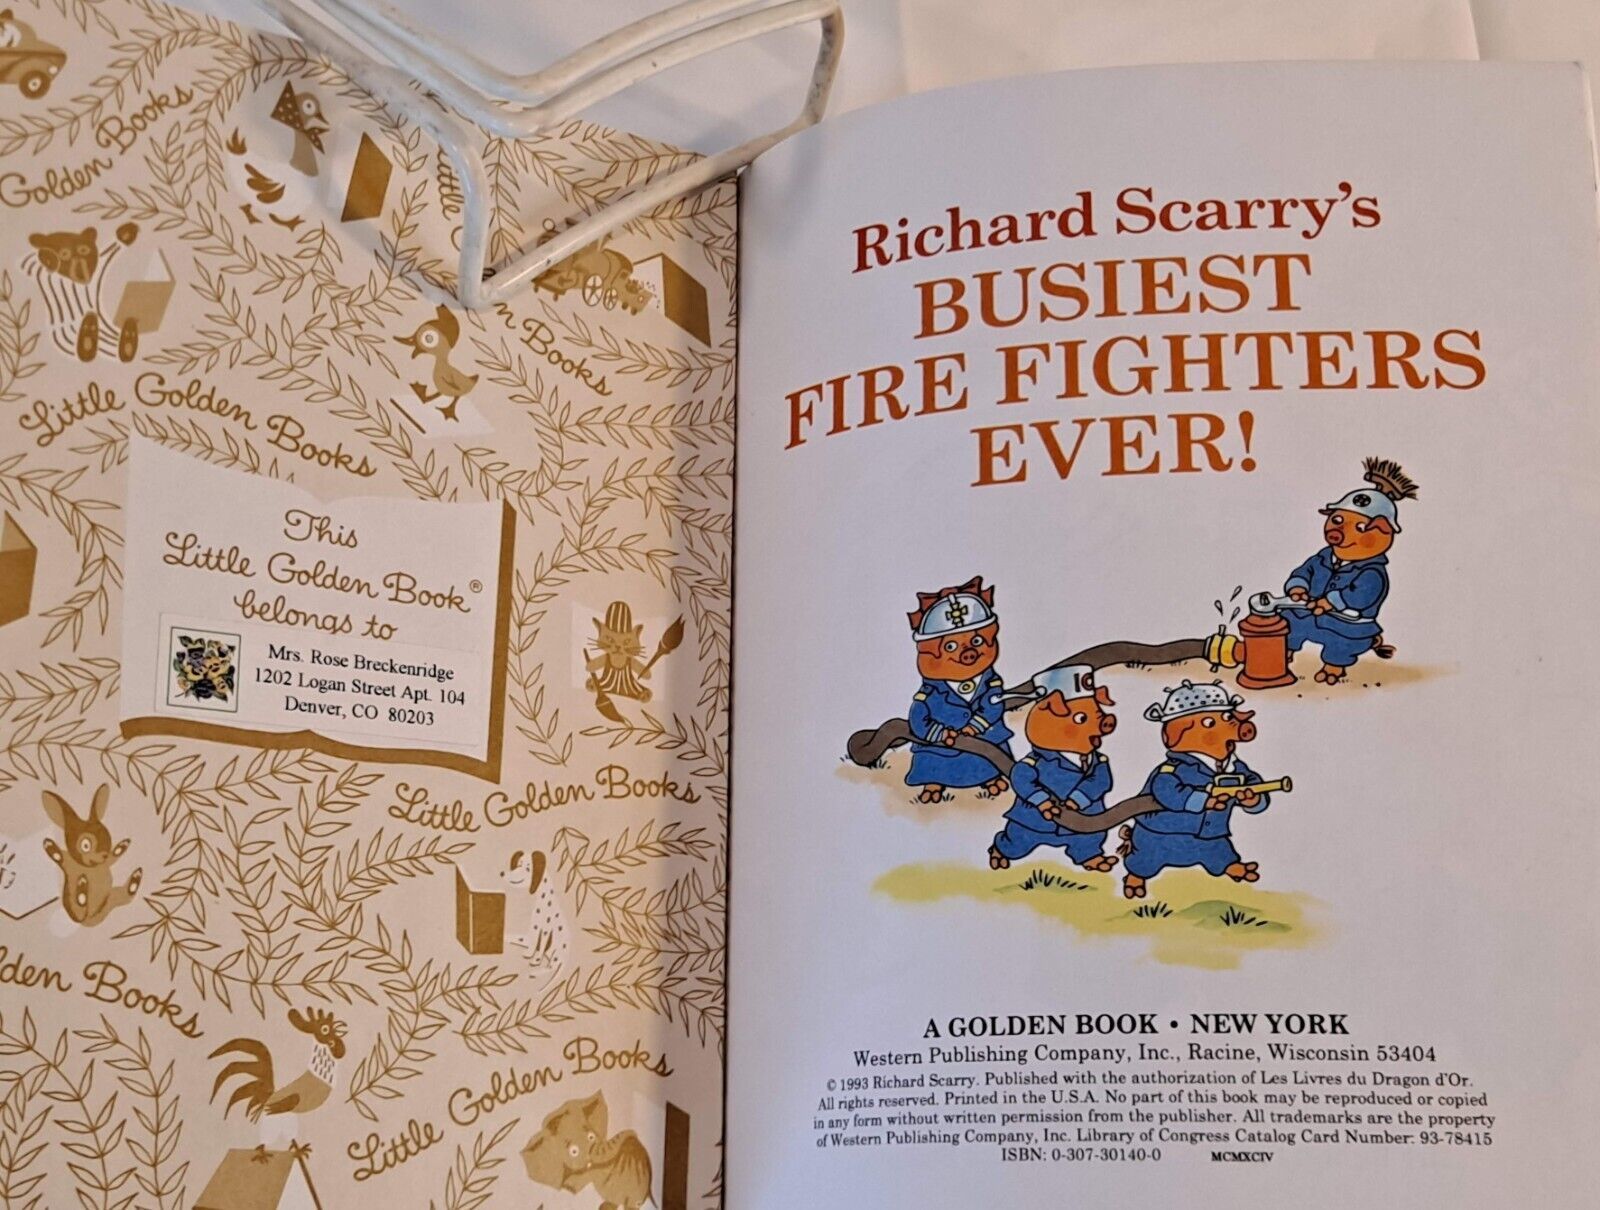 Golden Books
Little
n Books
Little Golden Books
This
Little Golden Book®
belongs to
Mrs. Rose Breckenridge
1202 Logan Street Apt. 104
Denver, CO 80203
Little Golden Books
lden Books
Little Golden Books
Richard Scarry's
BUSIEST
FIRE FIGHTERS
EVER!
10
A GOLDEN BOOK • NEW YORK
Western Publishing Company, Inc., Racine, Wisconsin 53404
© 1993 Richard Scarry. Published with the authorization of Les Livres du Dragon d'Or.
All rights reserved. Printed in the U.S.A. No part of this book may be reproduced or copied
in any form without written permission from the publisher. All trademarks are the property
of Western Publishing Company, Inc. Library of Congress Catalog Card Number: 93-78415
ISBN: 0-307-30140-0 MCMXCIV